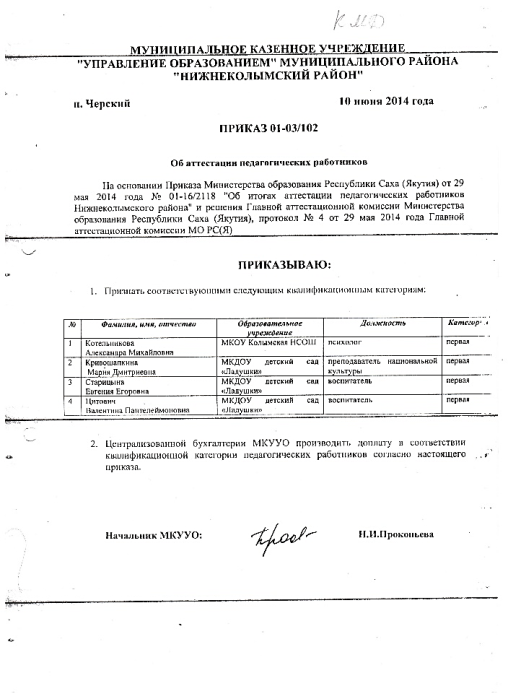 КМД
МУНИЦИПАЛЬНОЕ КАЗЕННОЕ УЧРЕЖДЕНИЕ
"УПРАВЛЕНИЕ ОБРАЗОВАНИЕМ" МУНИЦИПАЛЬНОГО РАЙОНА
"НИЖНЕКОЛЫМСКИЙ РАЙОН"
п. Черский 10 июня 2014 года
ПРИКАЗ 01-03/102
Об аттестации педагогических работников
На основании Приказа Министерства образования Республики Саха (Якутия) от 29
мая 2014 года № 01-16/2118 "Об итогах аттестации педагогических работников
Нижнеколымского района" и решения Главной аттестационной комиссии Министерства
образования Республики Саха (Якутия), протокол № 4 от 29 мая 2014 года Главной
аттестационной комиссии МО РС(Я)
ПРИКАЗЫВАЮ:
1. Признать соответствующими следующим квалификационным категориям:
№ Фамилия, имя, отчество Образовательное учреждение Должность Категор
1 Котельникова Александра Михайловна МКОУ Колымская НСОШ психолог первая
2 Кривошапкина Мария Дмитриевна МКДОУ детский сад «Ладушки» преподаватель национальной культуры первая
3 Старицына Евгения Егоровна МКДОУ детский сад «Ладушки» воспитатель первая
4 Цитович Валентина Пантелеймоновна МКДОУ детский сад «Ладушки» воспитатель первая
2. Централизованной бухгалтерии МКУУО производить доплату в соответствии
квалификационной категории педагогических работников согласно настоящего
приказа.
Начальник МКУУО: Н.И.Прокопьева